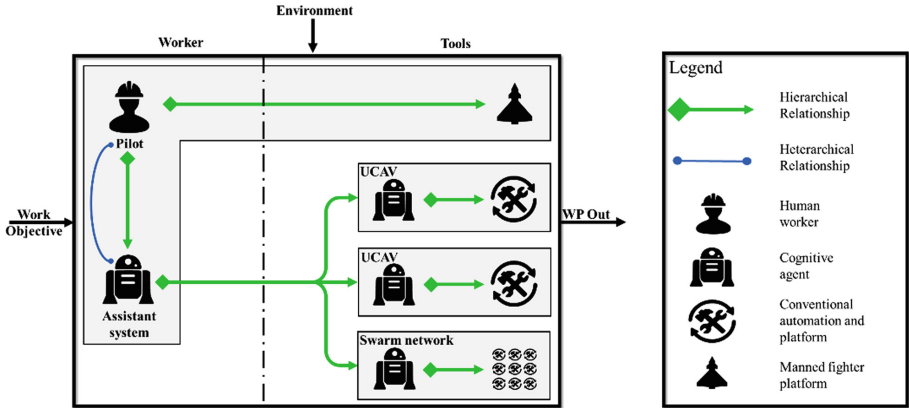 Environment
Worker
Tools
Pilot
UCAV
Work
Objective
WP Out
UCAV
Assistant
system
Swarm network
Legend
Hierarchical
Relationship
Heterarchical
Relationship
Human
worker
Cognitive
agent
Conventional
automation and
platform
Manned fighter
platform